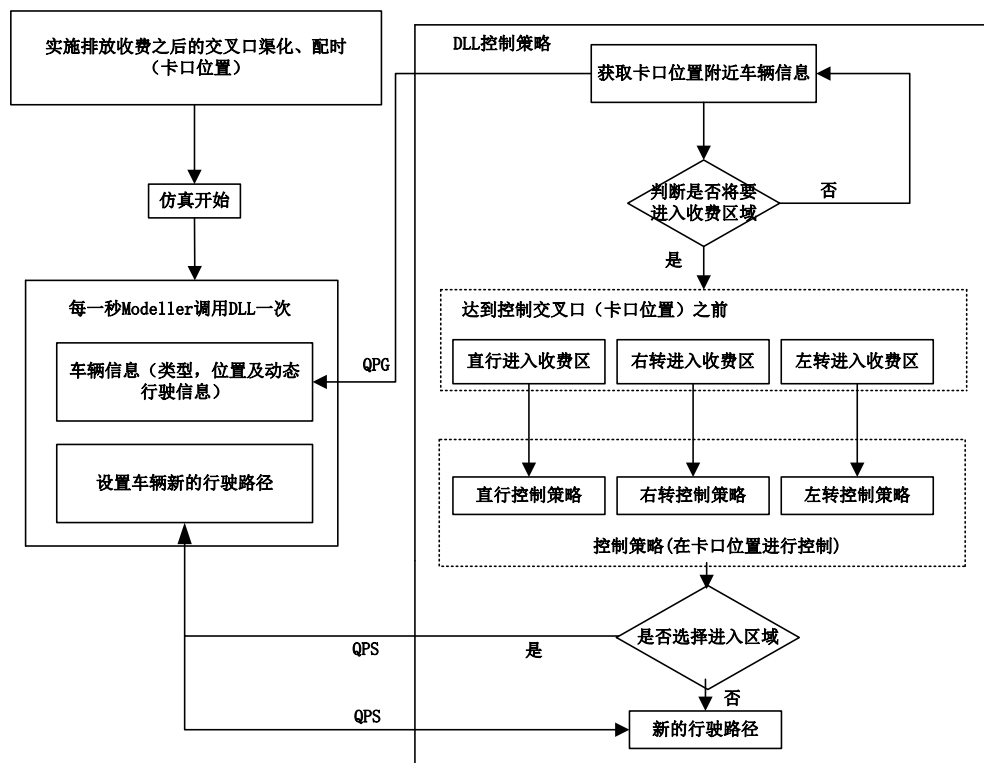 实施排放收费之后的交叉口渠化、配时
（卡口位置）
仿真开始
每一秒Modeller调用DLL一次
车辆信息（类型，位置及动态
行驶信息）
设置车辆新的行驶路径
QPG
QPS
QPS
DLL控制策略
获取卡口位置附近车辆信息
判断是否将要
进入收费区域
否
是
达到控制交叉口（卡口位置）之前
直行进入收费区
右转进入收费区
左转进入收费区
直行控制策略
右转控制策略
左转控制策略
控制策略(在卡口位置进行控制)
是否选择进入区域
是
否
新的行驶路径